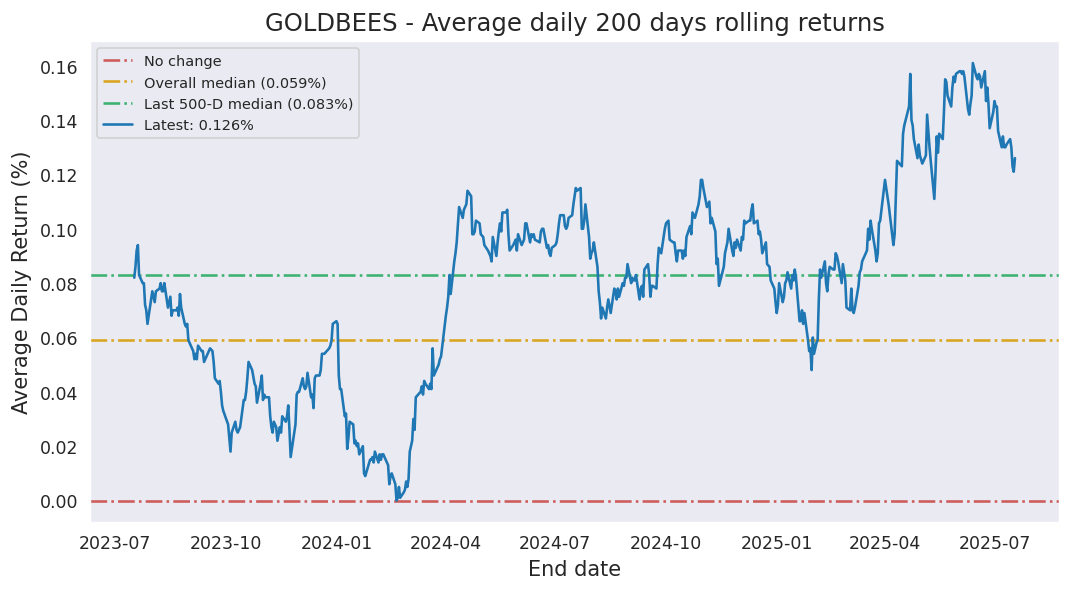 GOLDBEES - Average daily 200 days rolling returns
No change
Overall median (0.059%)
Last 500-D median (0.083%)
Latest: 0.126%
Average Daily Return (%)
0.16
0.14
0.12
0.10
0.08
0.06
0.04
0.02
0.00
2023-07 2023-10 2024-01 2024-04 2024-07 2024-10 2025-01 2025-04 2025-07
End date